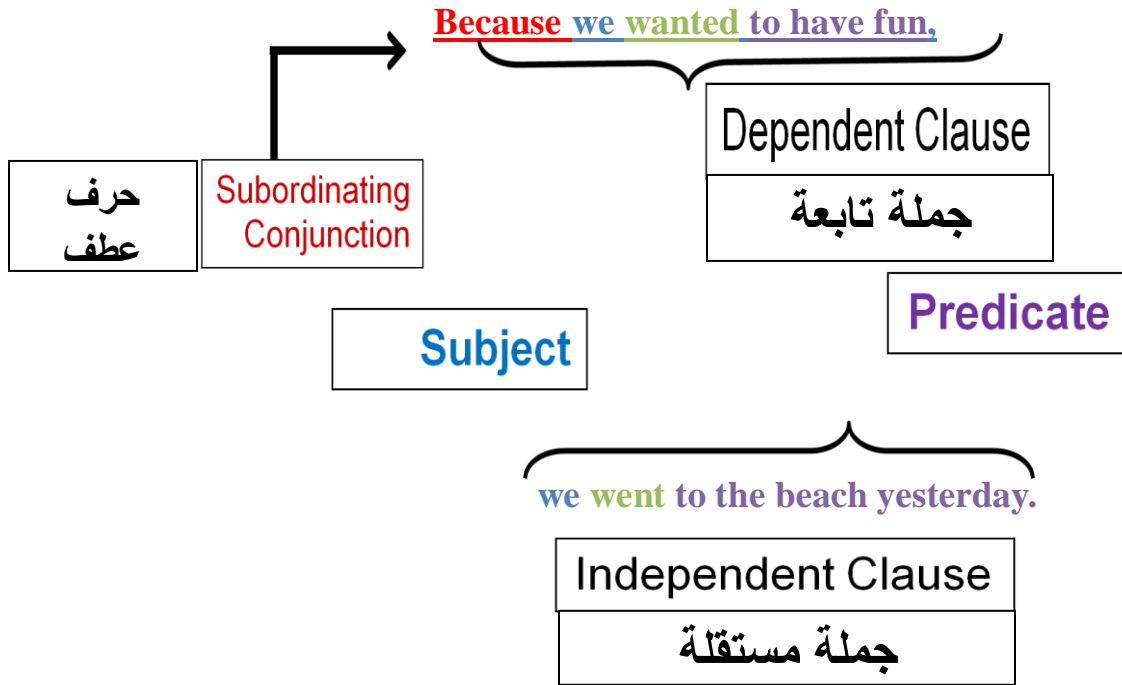 Because we wanted to have fun,
Dependent Clause
جملة تابعة
حرف
عطف
Subordinating
Conjunction
Predicate
Subject
we went to the beach yesterday.
Independent Clause
جملة مستقلة